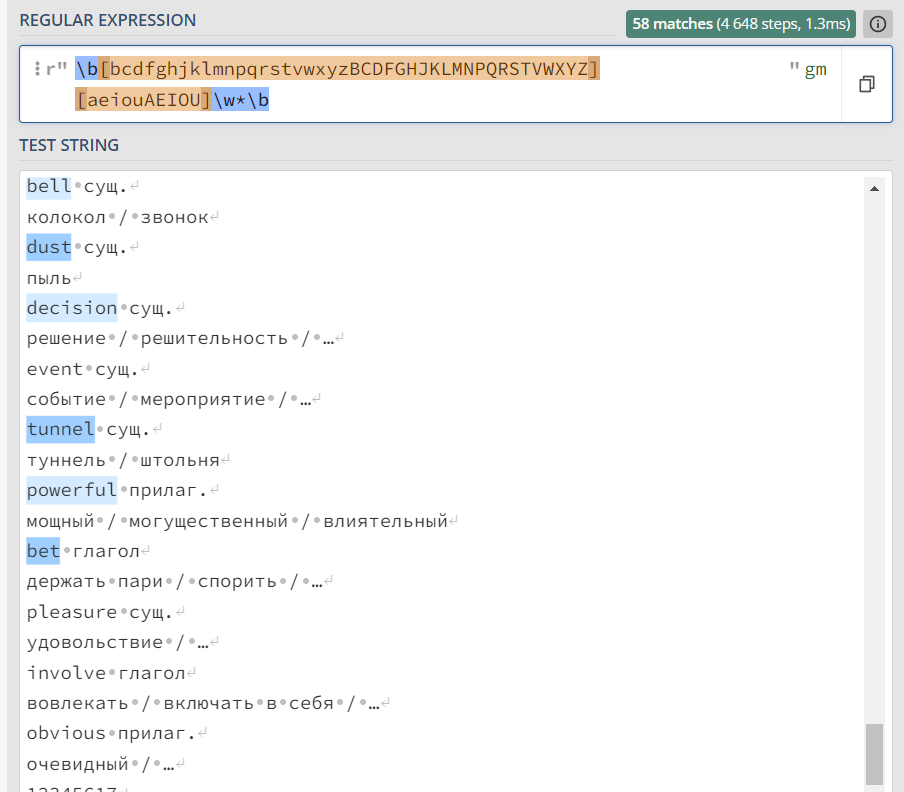 REGULAR EXPRESSION
58 matches (4 648 steps, 1.3ms)
r" \b[bcdfghjklmnpqrstvwxyzBCDFGHJKLMNPQRSTVWXYZ] " gm
[aeiouAEIOU]\w*\b
TEST STRING
bell сущ.
колокол / звонок
dust сущ.
пыль
decision сущ.
решение / решительность / …
event сущ.
событие / мероприятие / …
tunnel сущ.
туннель / штольня
powerful прилаг.
мощный / могущественный / влиятельный
bet глагол
держать пари / спорить / …
pleasure сущ.
удовольствие / …
involve глагол
вовлекать / включать в себя / …
obvious прилаг.
очевидный / …